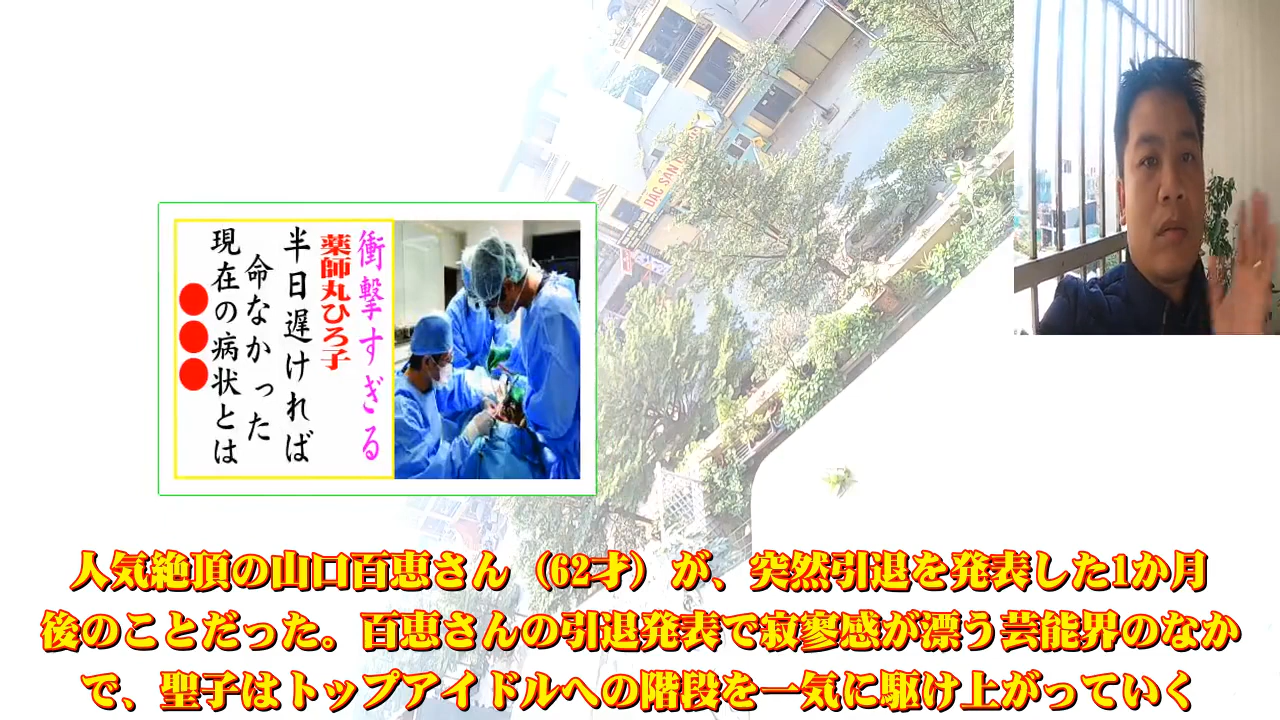 衝撃すぎる
薬師丸ひろ子
半日遅ければ
命なかった
現在の病状とは
●●●
DAC SAN
人気絶頂の山口百恵さん（62才）が、突然引退を発表した1か月
後のことだった。百恵さんの引退発表で寂寥感が漂う芸能界のなか
で、聖子はトップアイドルへの階段を一気に駆け上がっていく